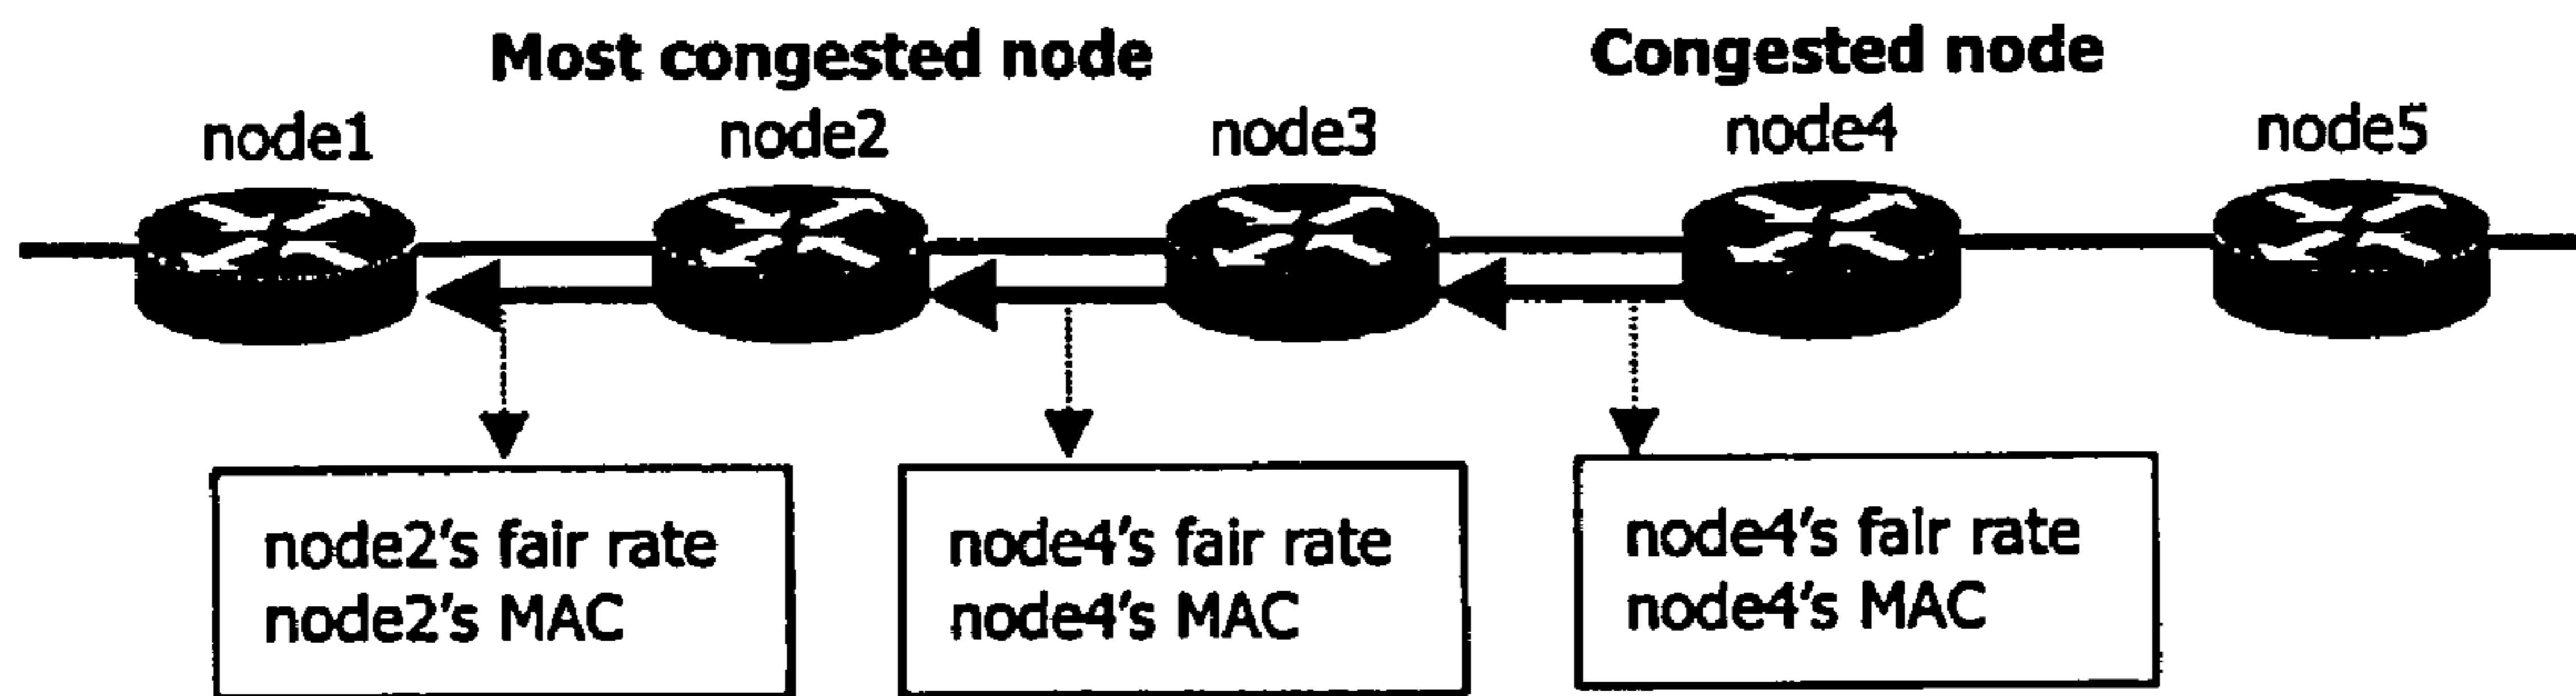 Most congested node
Congested node
node1
node2
node3
node4
node5
node2's fair rate
node2's MAC
node4's fair rate
node4's MAC
node4's fair rate
node4's MAC